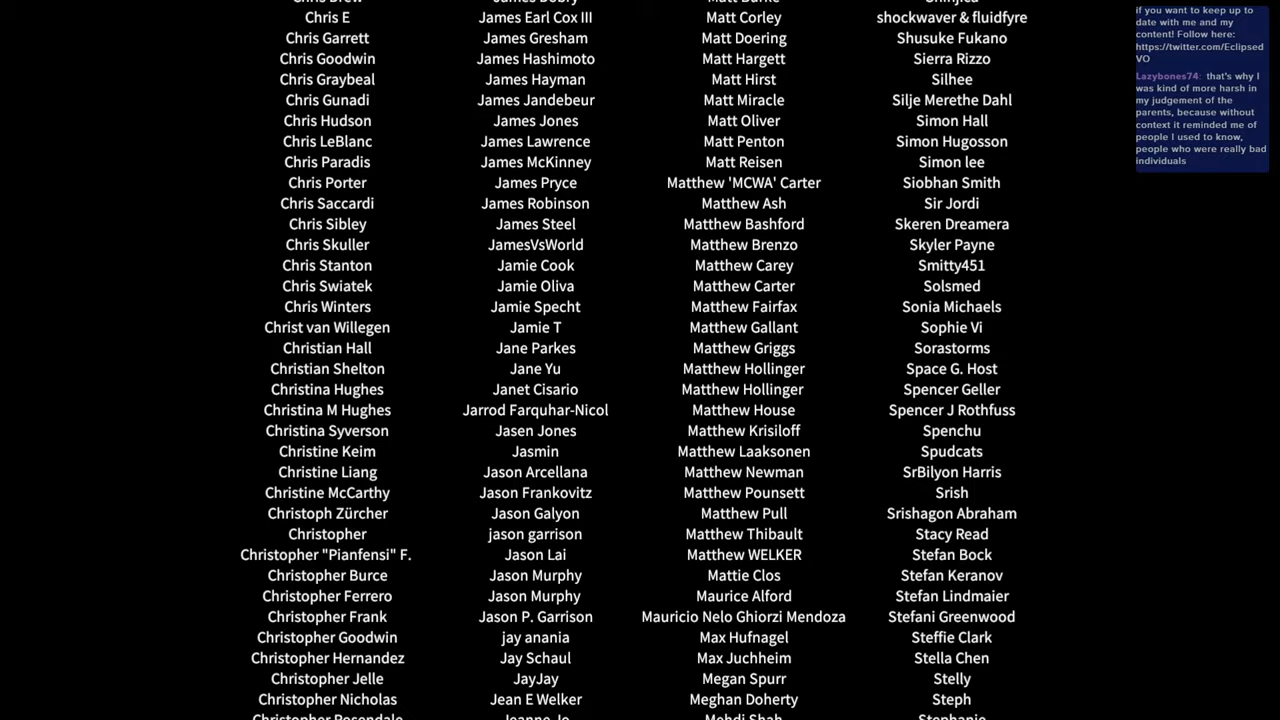 Chris Drew
James Dobry
Matt Burke
Shinjica
Chris E
James Earl Cox III
Matt Corley
shockwaver & fluidfyre
Chris Garrett
James Gresham
Matt Doering
Shusuke Fukano
Chris Goodwin
James Hashimoto
Matt Hargett
Sierra Rizzo
Chris Graybeal
James Hayman
Matt Hirst
Silhee
Chris Gunadi
James Jandebeur
Matt Miracle
Silje Merethe Dahl
Chris Hudson
James Jones
Matt Oliver
Simon Hall
Chris LeBlanc
James Lawrence
Matt Penton
Simon Hugosson
Chris Paradis
James McKinney
Matt Reisen
Simon lee
Chris Porter
James Pryce
Matthew 'MCWA' Carter
Siobhan Smith
Chris Saccardi
James Robinson
Matthew Ash
Sir Jordi
Chris Sibley
James Steel
Matthew Bashford
Skeren Dreamera
Chris Skuller
JamesVsWorld
Matthew Brenzo
Skyler Payne
Chris Stanton
Jamie Cook
Matthew Carey
Smitty451
Chris Swiatek
Jamie Oliva
Matthew Carter
Solsmed
Chris Winters
Jamie Specht
Matthew Fairfax
Sonia Michaels
Christ van Willegen
Jamie T
Matthew Gallant
Sophie Vi
Christian Hall
Jane Parkes
Matthew Griggs
Sorastorms
Christian Shelton
Jane Yu
Matthew Hollinger
Space G. Host
Christina Hughes
Janet Cisario
Matthew Hollinger
Spencer Geller
Christina M Hughes
Jarrod Farquhar-Nicol
Matthew House
Spencer J Rothfuss
Christina Syverson
Jasen Jones
Matthew Krisiloff
Spenchu
Christine Keim
Jasmin
Matthew Laaksonen
Spudcats
Christine Liang
Jason Arcellana
Matthew Newman
SrBilyon Harris
Christine McCarthy
Jason Frankovitz
Matthew Pounsett
Srish
Christoph Zürcher
Jason Galyon
Matthew Pull
Srishagon Abraham
Christopher
jason garrison
Matthew Thibault
Stacy Read
Christopher "Pianfensi" F.
Jason Lai
Matthew WELKER
Stefan Bock
Christopher Burce
Jason Murphy
Mattie Clos
Stefan Keranov
Christopher Ferrero
Jason Murphy
Maurice Alford
Stefan Lindmaier
Christopher Frank
Jason P. Garrison
Mauricio Nelo Ghiorzi Mendoza
Stefani Greenwood
Christopher Goodwin
jay anania
Max Hufnagel
Steffie Clark
Christopher Hernandez
Jay Schaul
Max Juchheim
Stella Chen
Christopher Jelle
JayJay
Megan Spurr
Stelly
Christopher Nicholas
Jean E Welker
Meghan Doherty
Steph
Christopher Rosendale
Jeanne Jo
Mehdi Shah
Stephanie
if you want to keep up to
date with me and my
content! Follow here:
https://twitter.com/Eclipsed
VO
Lazybones74: that's why I
was kind of more harsh in
my judgement of the
parents, because without
context it reminded me of
people I used to know,
people who were really bad
individuals